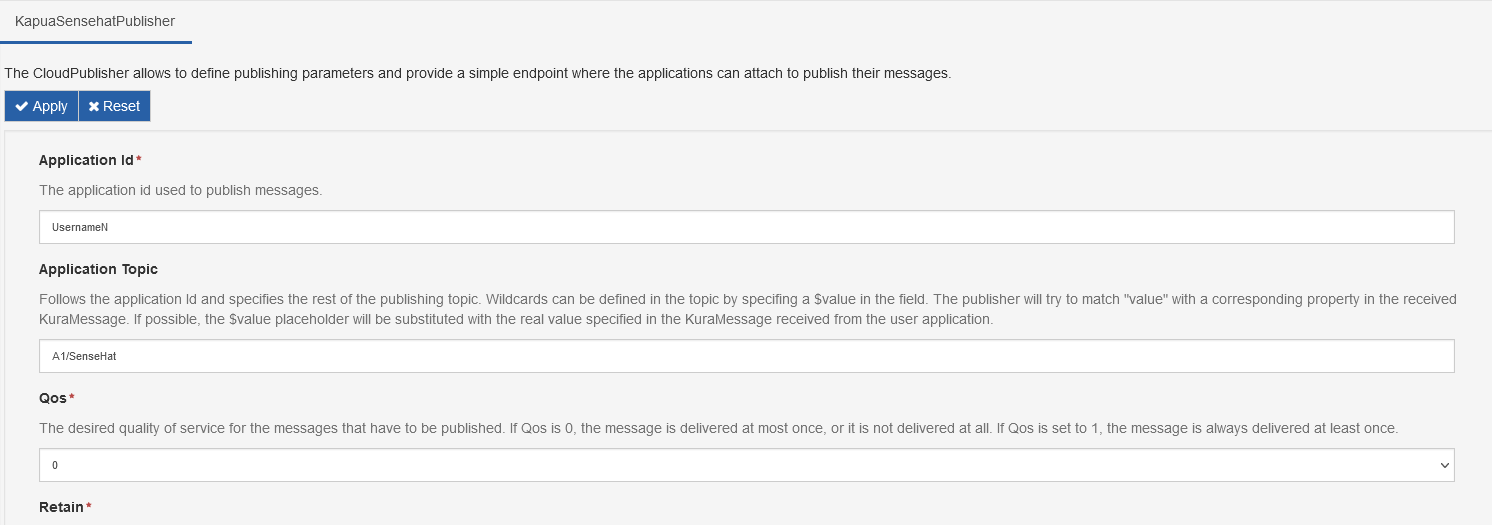 KapuaSensehatPublisher
The CloudPublisher allows to define publishing parameters and provide a simple endpoint where the applications can attach to publish their messages.
Apply Reset
Application Id*
The application id used to publish messages.
UsernameN
Application Topic
Follows the application Id and specifies the rest of the publishing topic. Wildcards can be defined in the topic by specifing a $value in the field. The publisher will try to match "value" with a corresponding property in the received
KuraMessage. If possible, the $value placeholder will be substituted with the real value specified in the KuraMessage received from the user application.
A1/SenseHat
Qos*
The desired quality of service for the messages that have to be published. If Qos is 0, the message is delivered at most once, or it is not delivered at all. If Qos is set to 1, the message is always delivered at least once.
0
Retain*